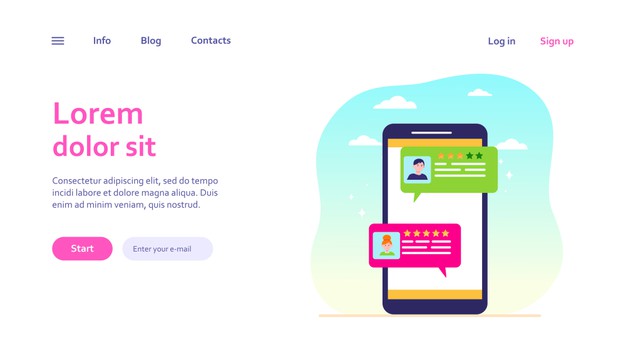 Info
Blog
Contacts
Log in
Sign up
Lorem
dolor sit
Consectetur adipiscing elit, sed do tempo
incidi labore et dolore magna aliqua. Duis
enim ad minim veniam, quis nostrud.
Start
Enter your e-mail